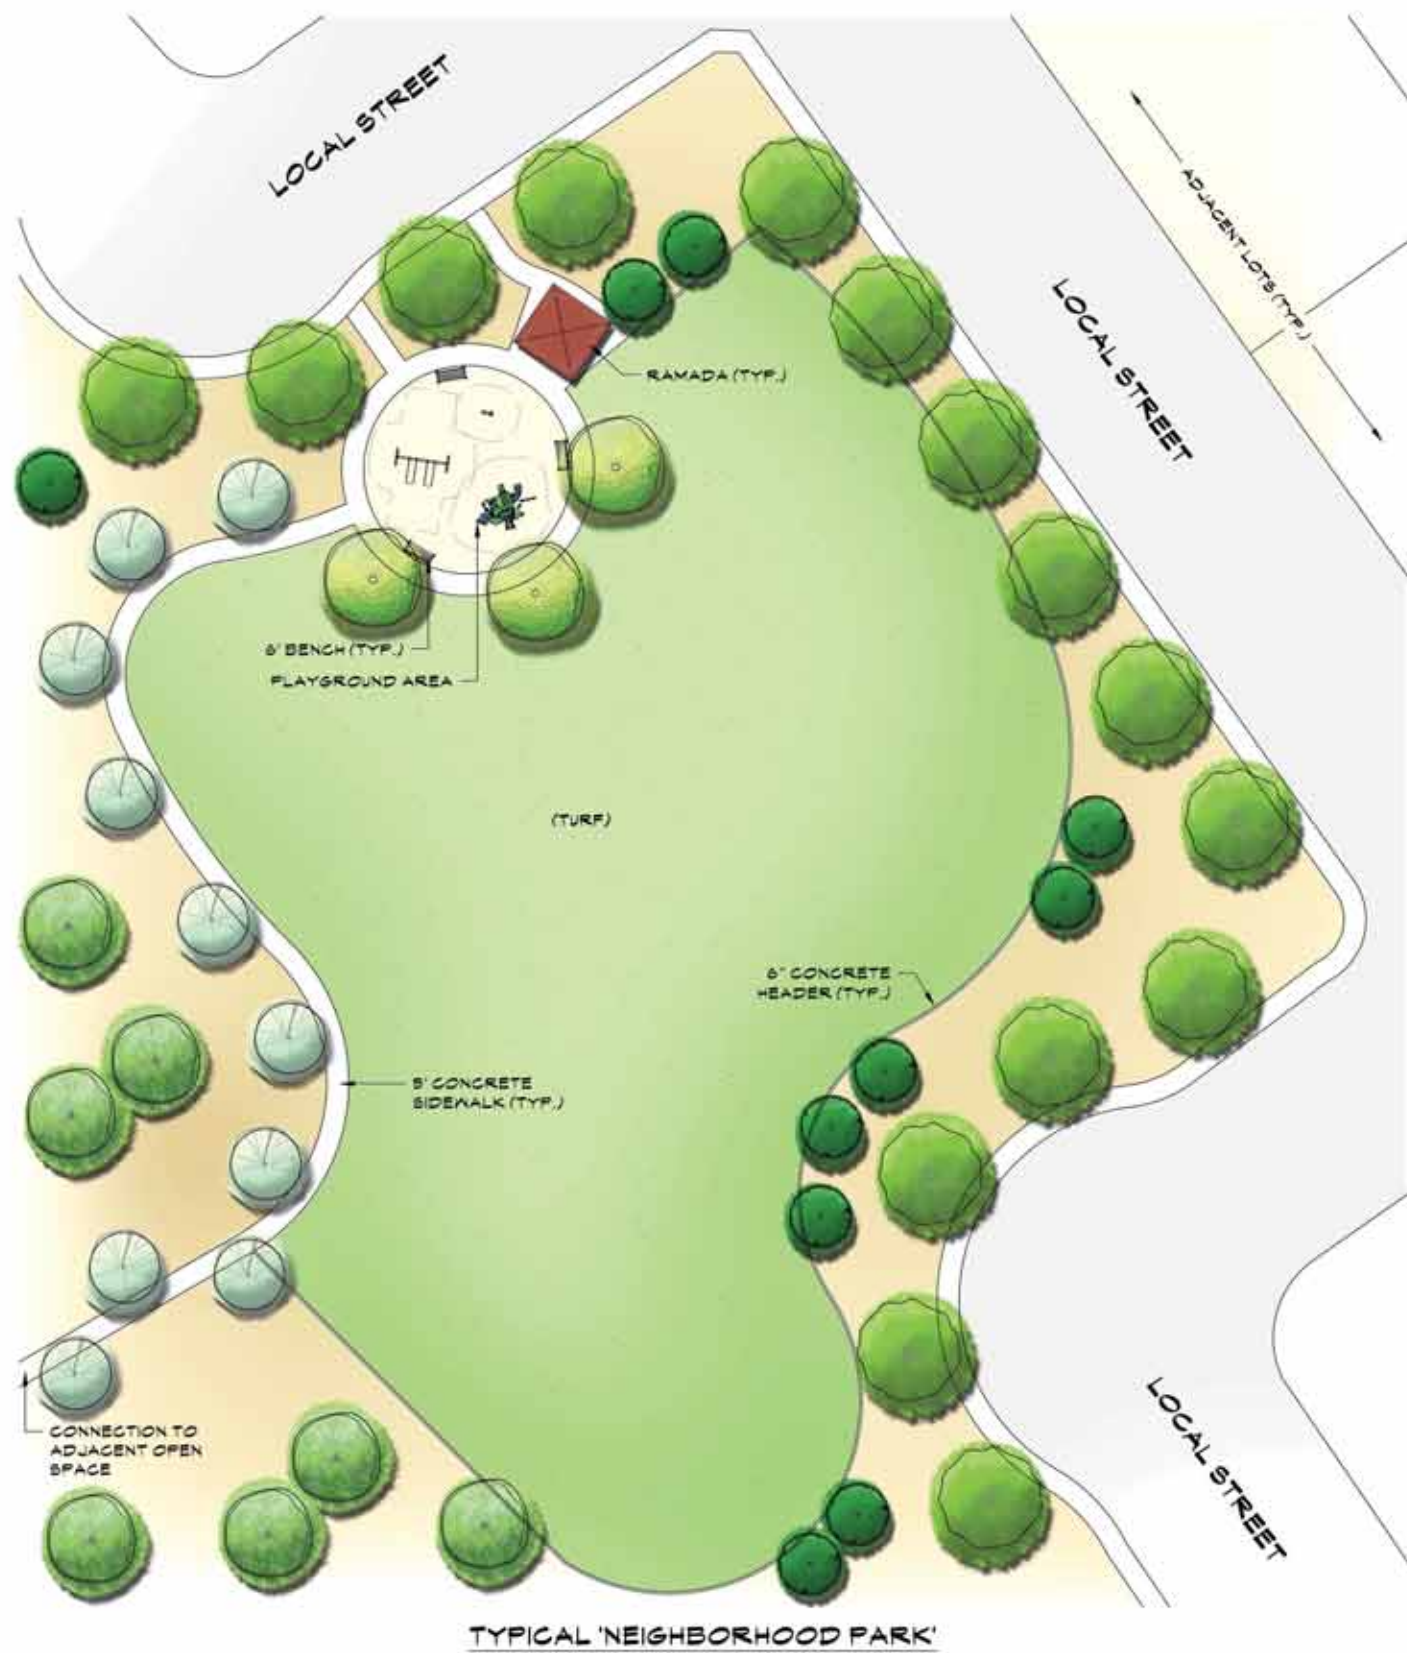 LOCAL STREET
ADJACENT LOTS (TYP.)
LOCAL STREET
RAMADA (TYP.)
6' BENCH (TYP.)
PLAYGROUND AREA
(TURF)
6" CONCRETE
HEADER (TYP.)
5' CONCRETE
SIDEWALK (TYP.)
CONNECTION TO
ADJACENT OPEN
SPACE
LOCAL STREET
TYPICAL 'NEIGHBORHOOD PARK'